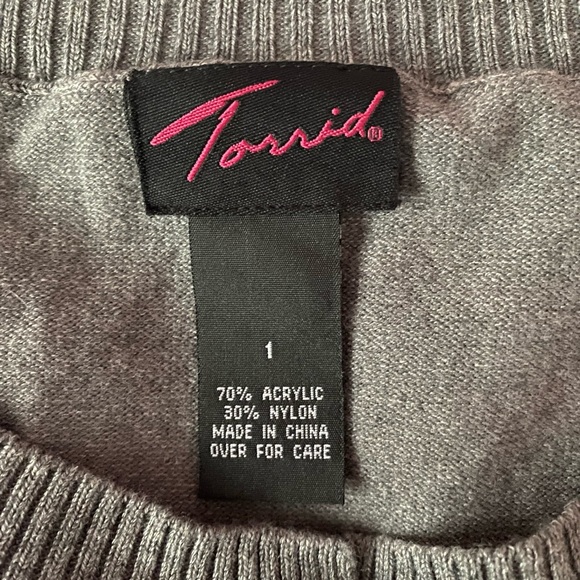 Torrid®
1
70% ACRYLIC
30% NYLON
MADE IN CHINA
OVER FOR CARE